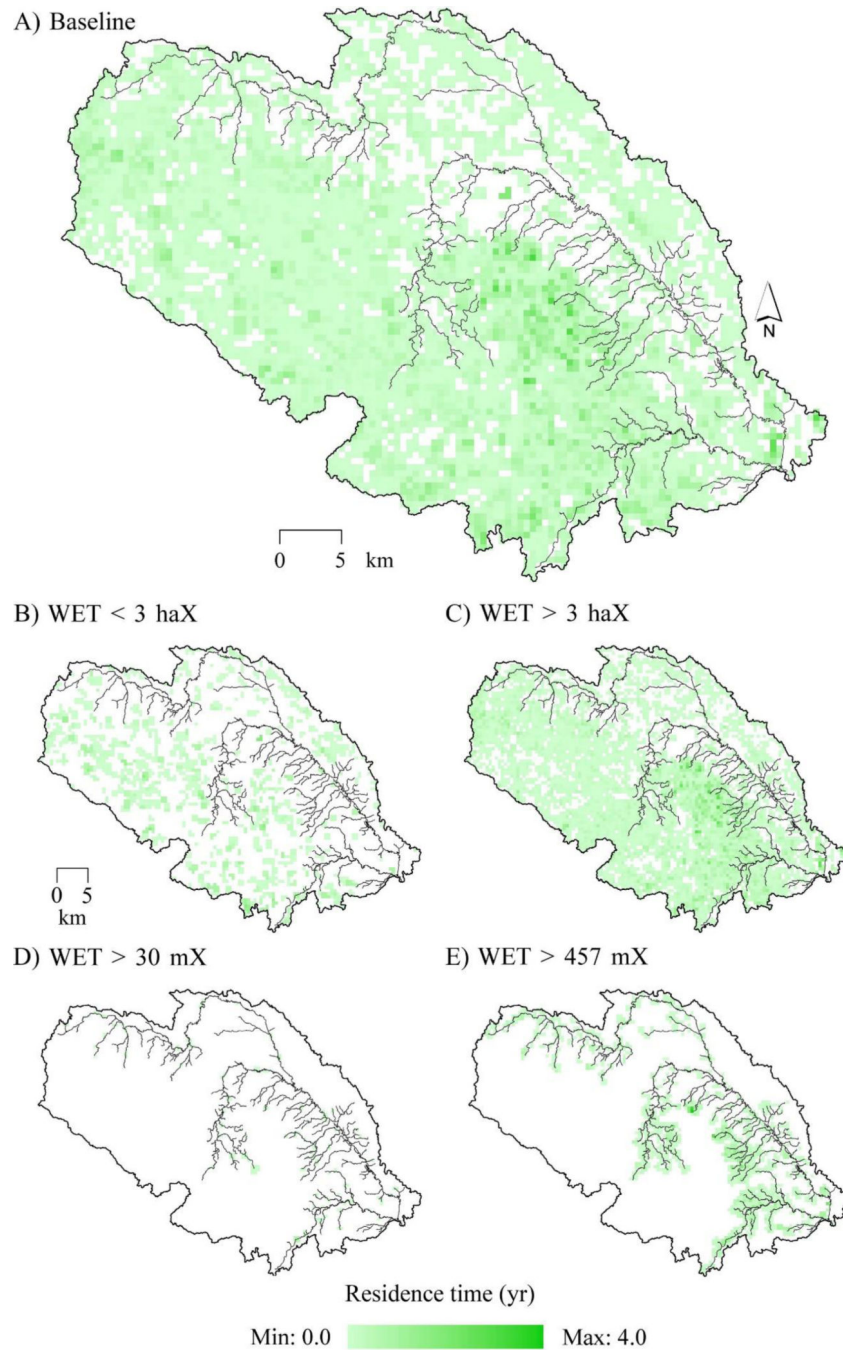 A) Baseline
N
0 5 km
B) WET < 3 haX
C) WET > 3 haX
0 5
km
D) WET > 30 mX
E) WET > 457 mX
Residence time (yr)
Min: 0.0
Max: 4.0